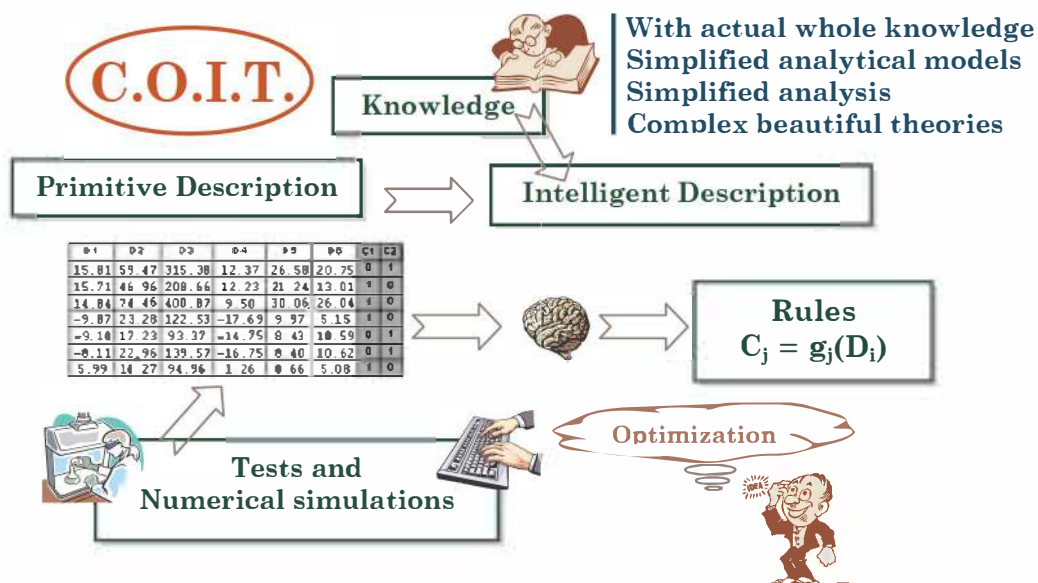 C.O.I.T.
Knowledge
With actual whole knowledge
Simplified analytical models
Simplified analysis
Complex beautiful theories
Primitive Description
Intelligent Description
D1 D2 D3 D4 D5 D6 C1 C2
15.81 59.47 315.38 12.37 26.58 20.75 0 1
15.71 46 96 208.66 12.23 21 24 13.01 1 0
14.84 74 46 400.87 9.50 30 06 26.04 1 0
-9.87 23 28 122.53 -17.69 9 97 5.15 1 0
-9.10 17.23 93.37 -14.75 8 43 10.59 0 1
-8.11 22.96 139.57 -16.75 8 40 10.62 0 1
5.99 14 27 94.96 1 26 0 66 5.08 1 0
Rules
Cj = gj(Di)
Tests and
Numerical simulations
Optimization
IDEA